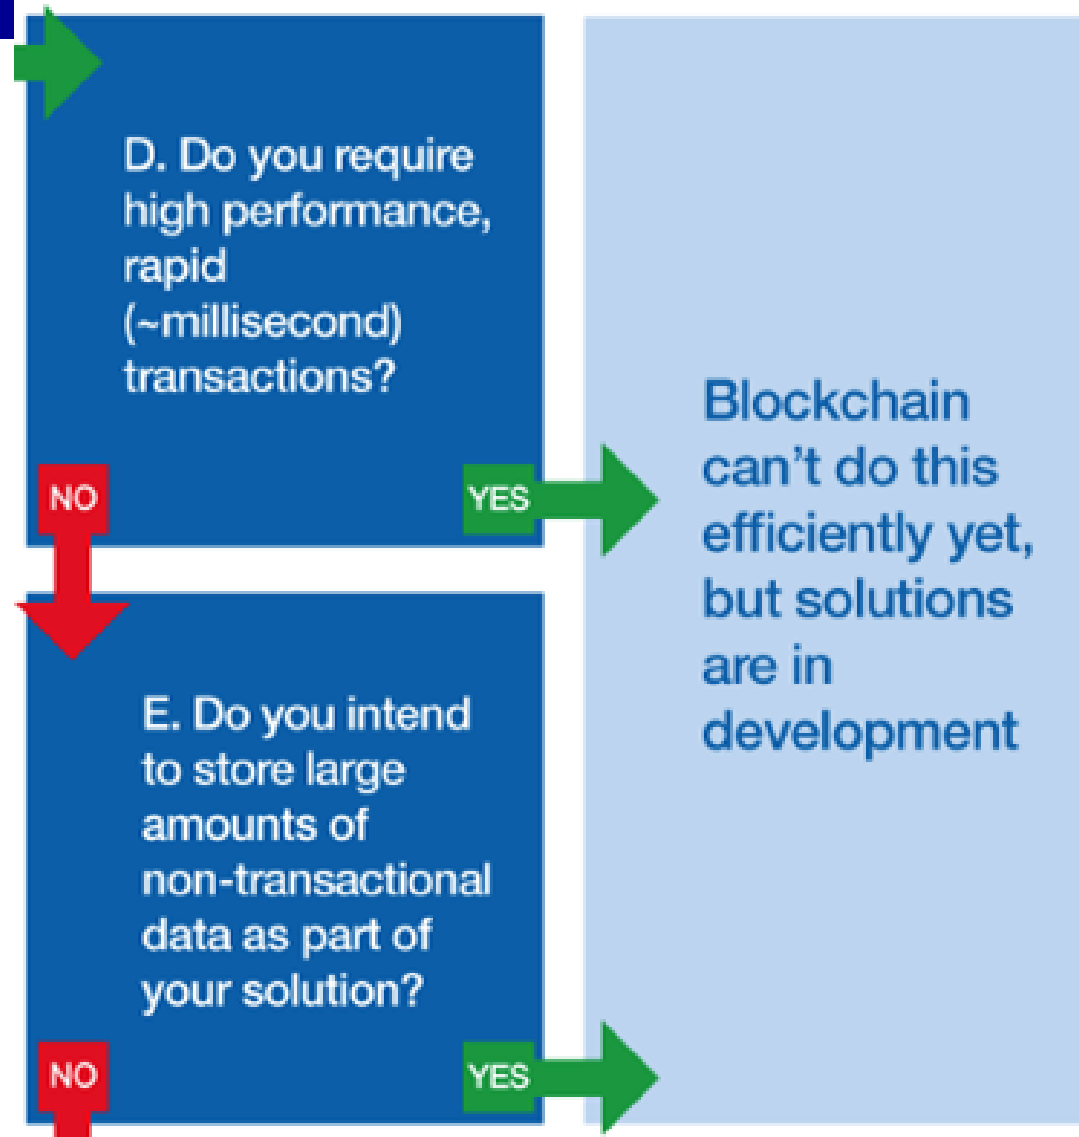 D. Do you require
high performance,
rapid
(~millisecond)
transactions?
NO
YES
Blockchain
can't do this
efficiently yet,
but solutions
are in
development
E. Do you intend
to store large
amounts of
non-transactional
data as part of
your solution?
NO
YES